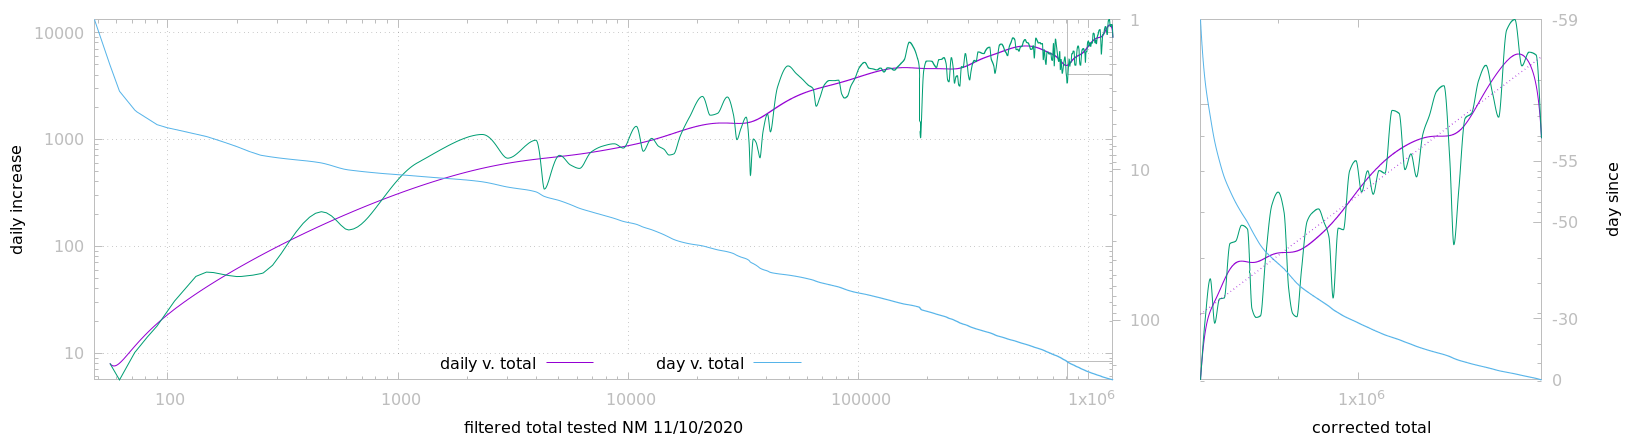 10000
1000
100
10
daily increase
100
1000
10000
100000
1x10^6
1
10
100
daily v. total
day v. total
filtered total tested NM 11/10/2020
-59
-55
-50
-30
0
day since
1x10^6
corrected total